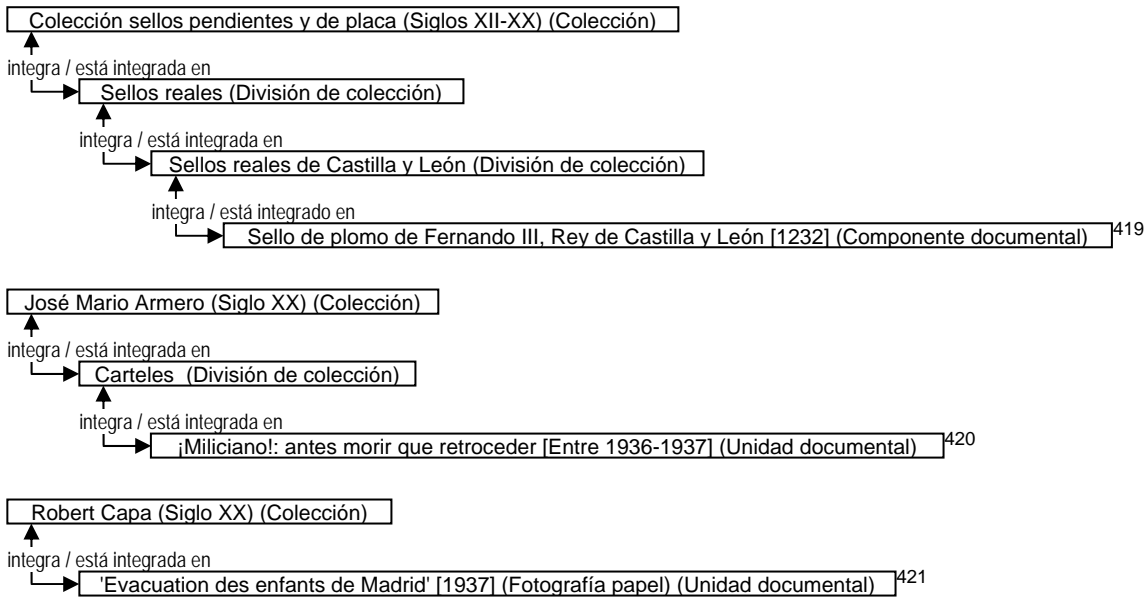 Colección sellos pendientes y de placa (Siglos XII-XX) (Colección)
integra / está integrada en
Sellos reales (División de colección)
integra / está integrada en
Sellos reales de Castilla y León (División de colección)
integra / está integrado en
Sello de plomo de Fernando III, Rey de Castilla y León [1232] (Componente documental) 419
José Mario Armero (Siglo XX) (Colección)
integra / está integrada en
Carteles (División de colección)
integra / está integrada en
¡Miliciano!: antes morir que retroceder [Entre 1936-1937] (Unidad documental) 420
Robert Capa (Siglo XX) (Colección)
integra / está integrada en
'Evacuation des enfants de Madrid' [1937] (Fotografía papel) (Unidad documental) 421